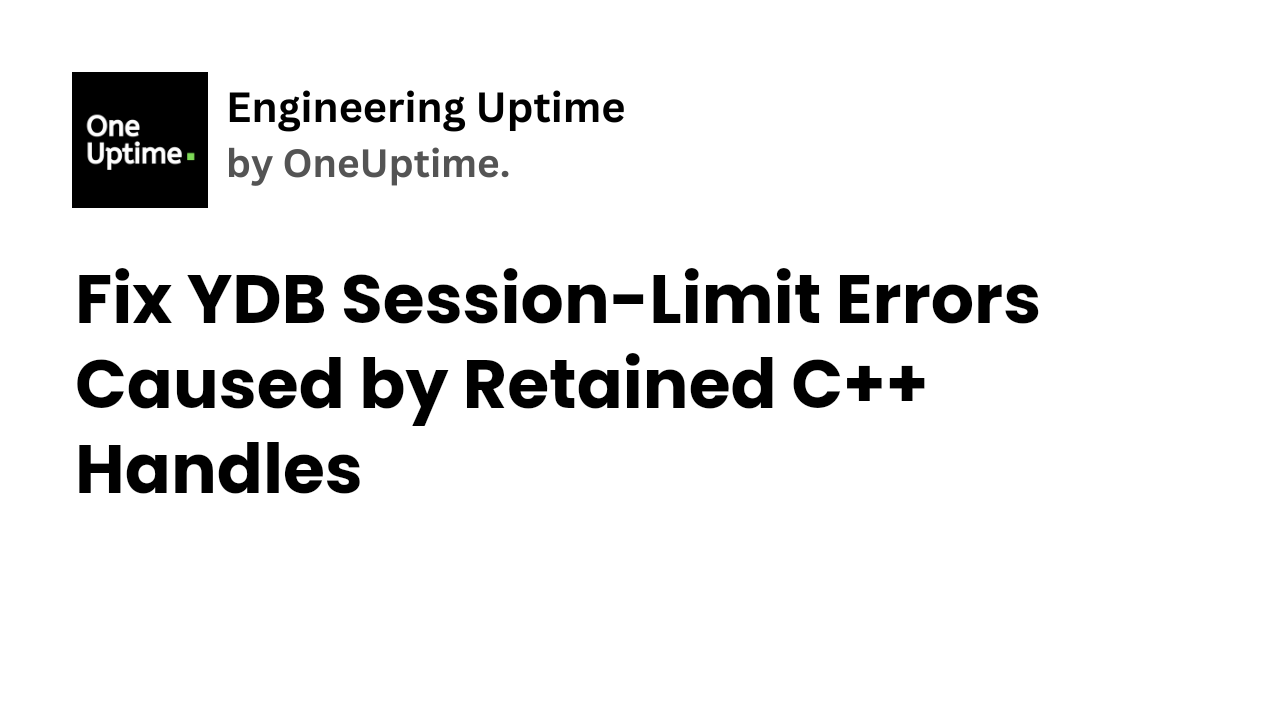 One
Uptime
Engineering Uptime
by OneUptime.
Fix YDB Session-Limit Errors
Caused by Retained C++
Handles